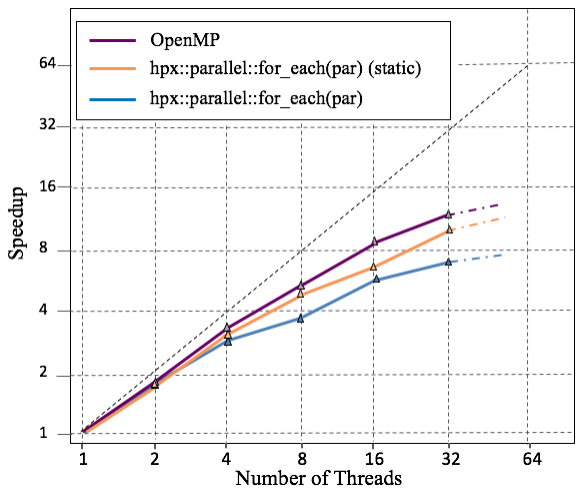 OpenMP
hpx::parallel::for_each(par) (static)
hpx::parallel::for_each(par)
64
32
16
8
4
2
1
Speedup
1 2 4 8 16 32 64
Number of Threads